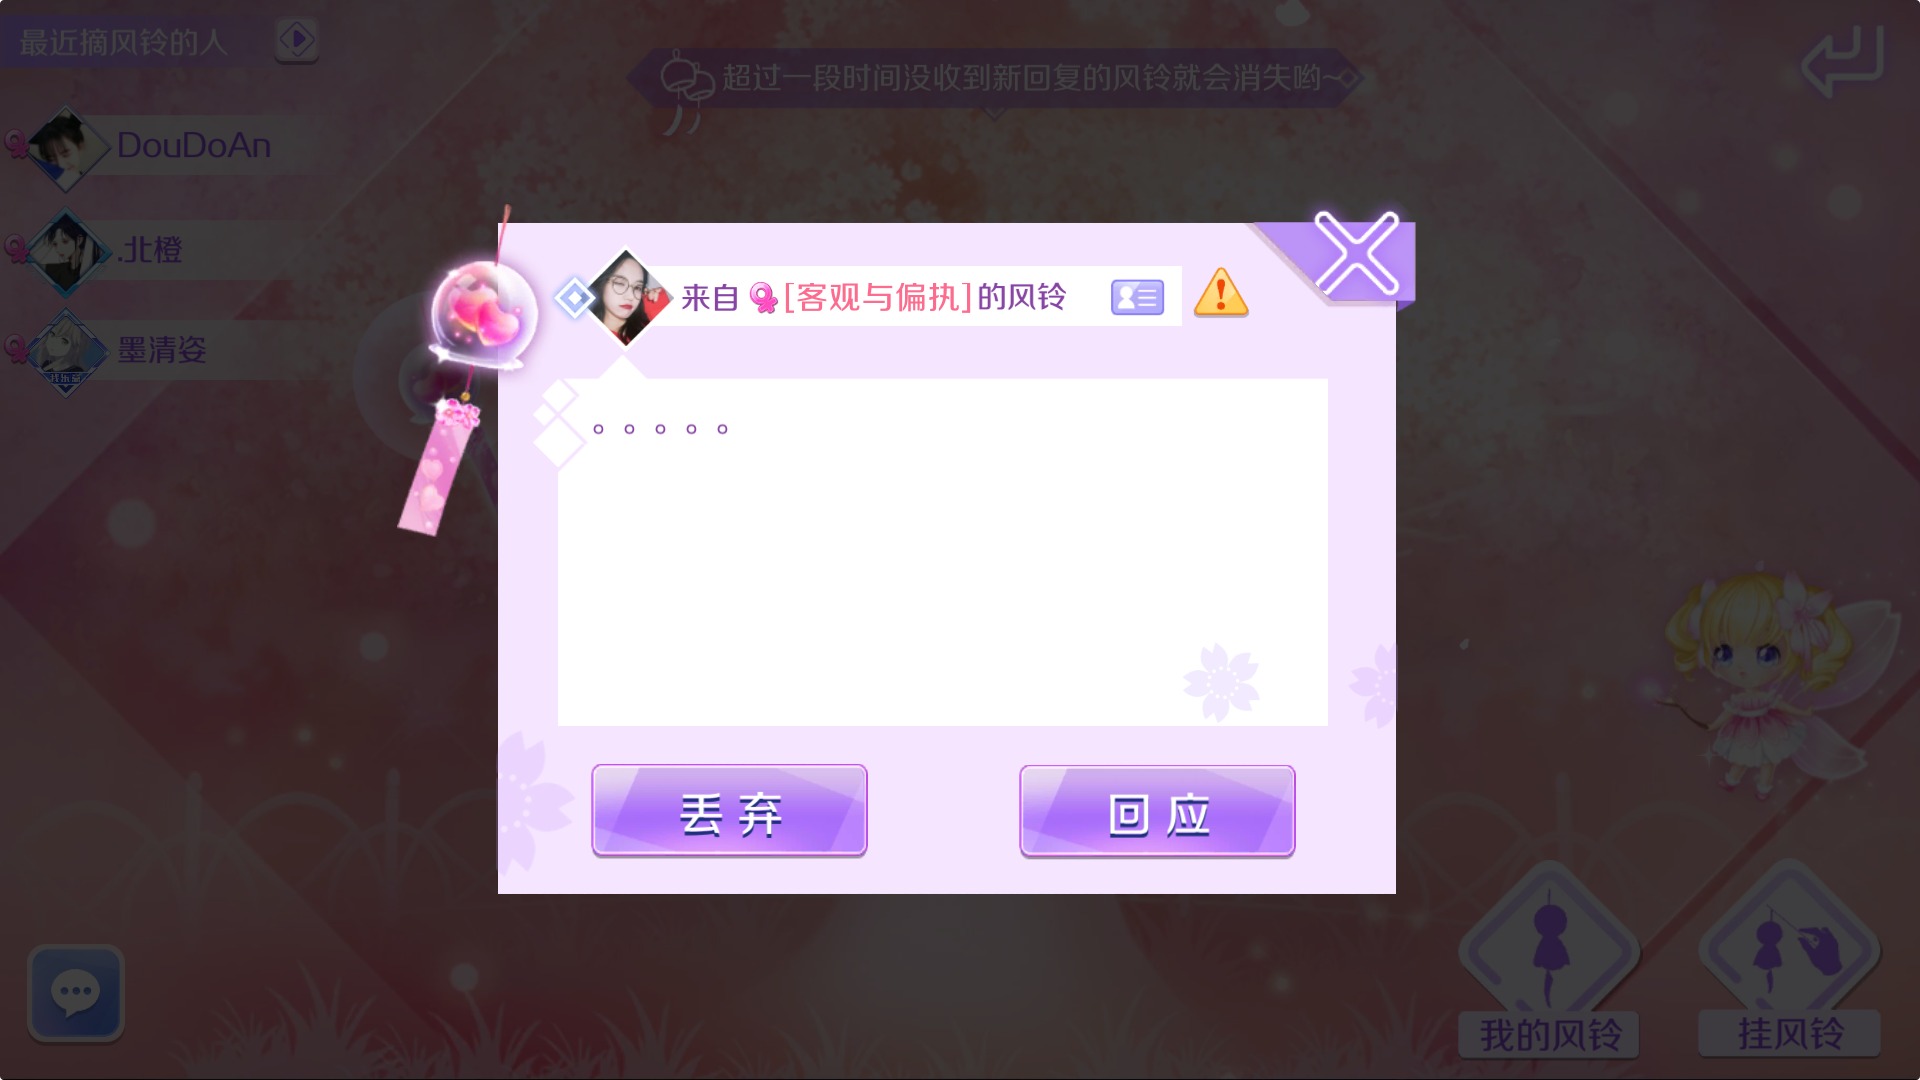 最近摘风铃的人
超过一段时间没收到新回复的风铃就会消失哟~
DouDoAn
.北橙
墨清姿
来自[客观与偏执]的风铃
。。。。。
丢弃
回应
我的风铃
挂风铃